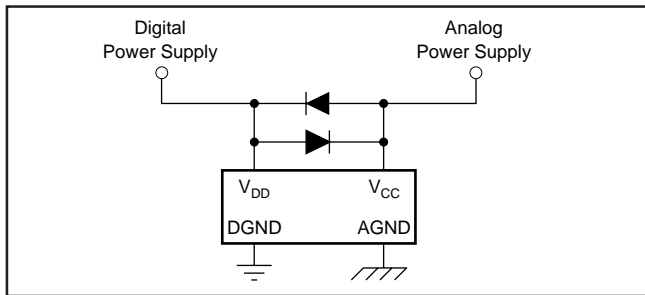 Digital
Power Supply
Analog
Power Supply
VDD
VCC
DGND
AGND